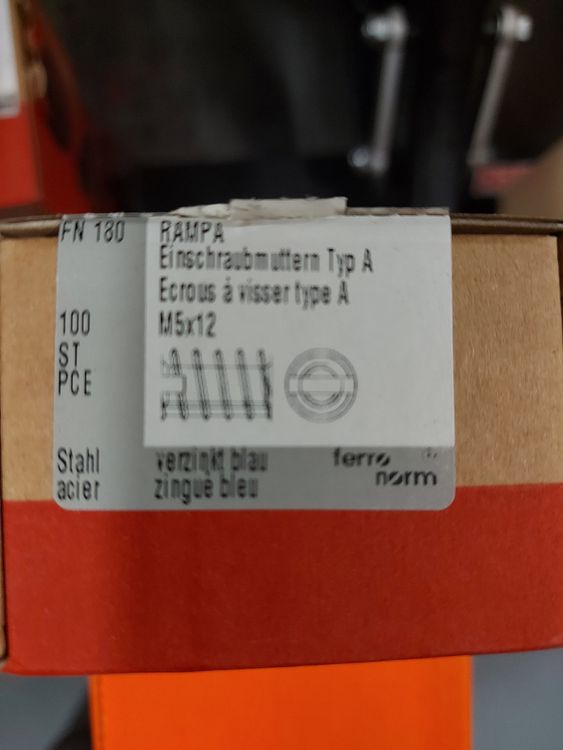 FN 180
RAMPA
Einschraubmuttern Typ A
Ecrous à visser type A
100
M5x12
ST
PCE
Stahl
verzinkt blau
acier
zingue bleu
ferro
norm